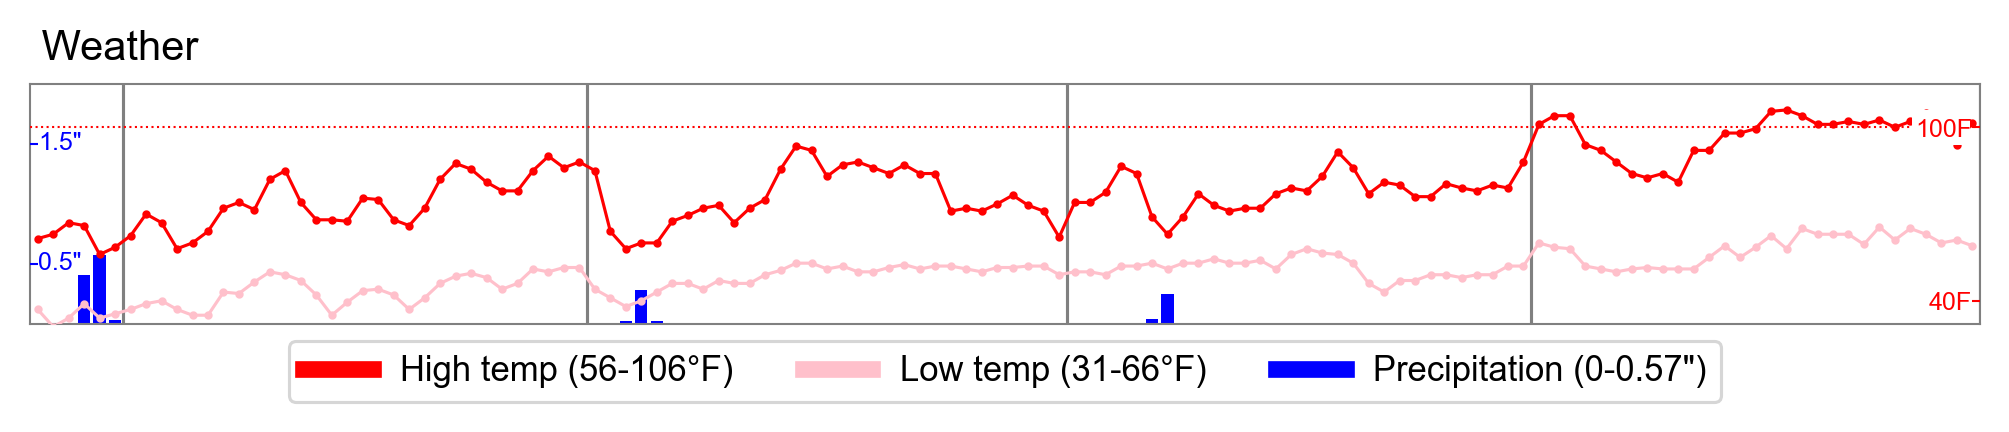 Weather
1.5"
0.5"
100F
40F
High temp (56-106°F)
Low temp (31-66°F)
Precipitation (0-0.57")